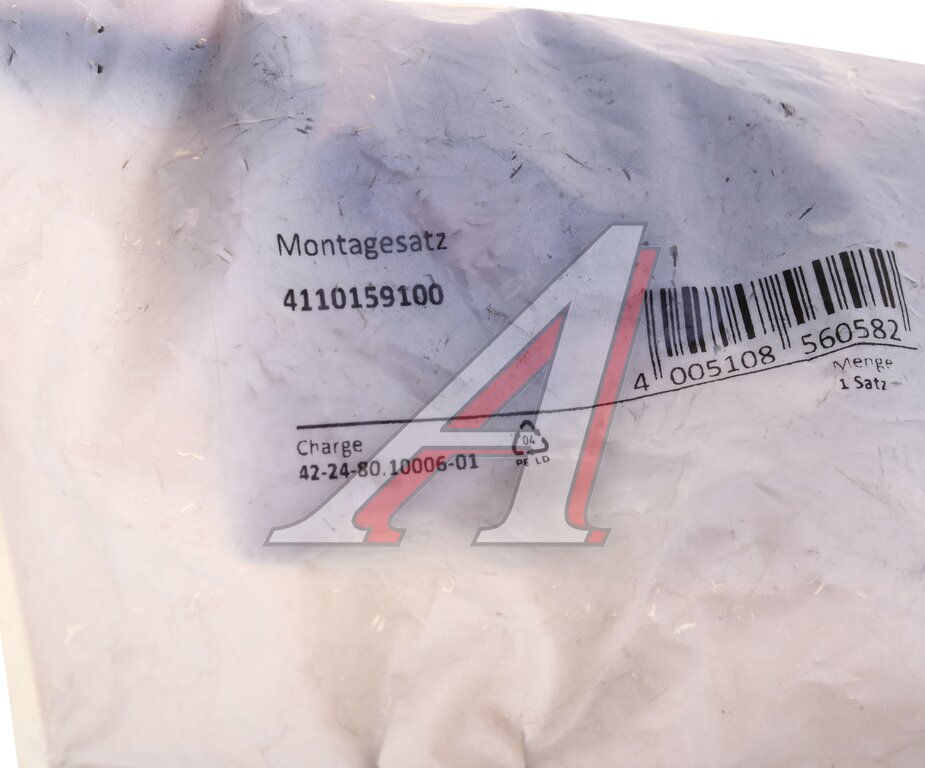 Montagesatz
4110159100
4 005108 560582
Menge
1 Satz
Charge
42-24-80.10006-01
04
PE LD